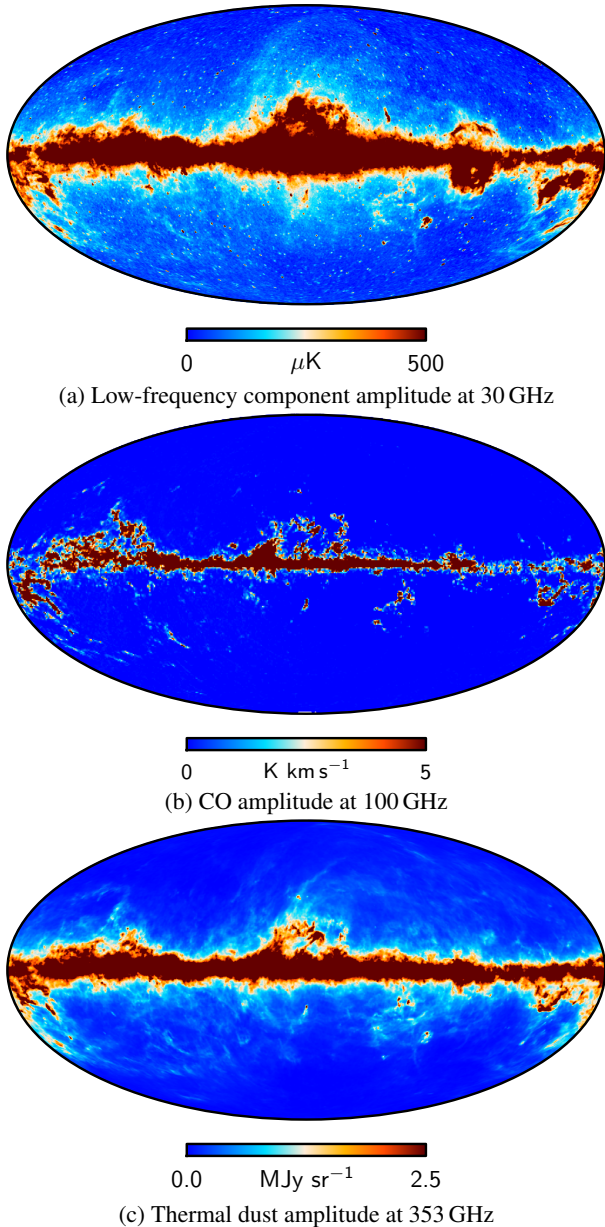 0 μK 500
(a) Low-frequency component amplitude at 30 GHz
0 K km s⁻¹ 5
(b) CO amplitude at 100 GHz
0.0 MJy sr⁻¹ 2.5
(c) Thermal dust amplitude at 353 GHz